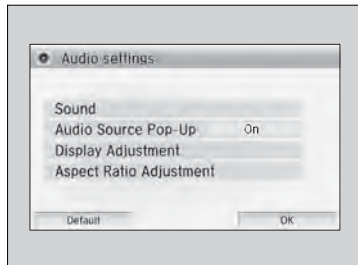 Audio settings
Sound
Audio Source Pop-Up On
Display Adjustment
Aspect Ratio Adjustment
Default OK